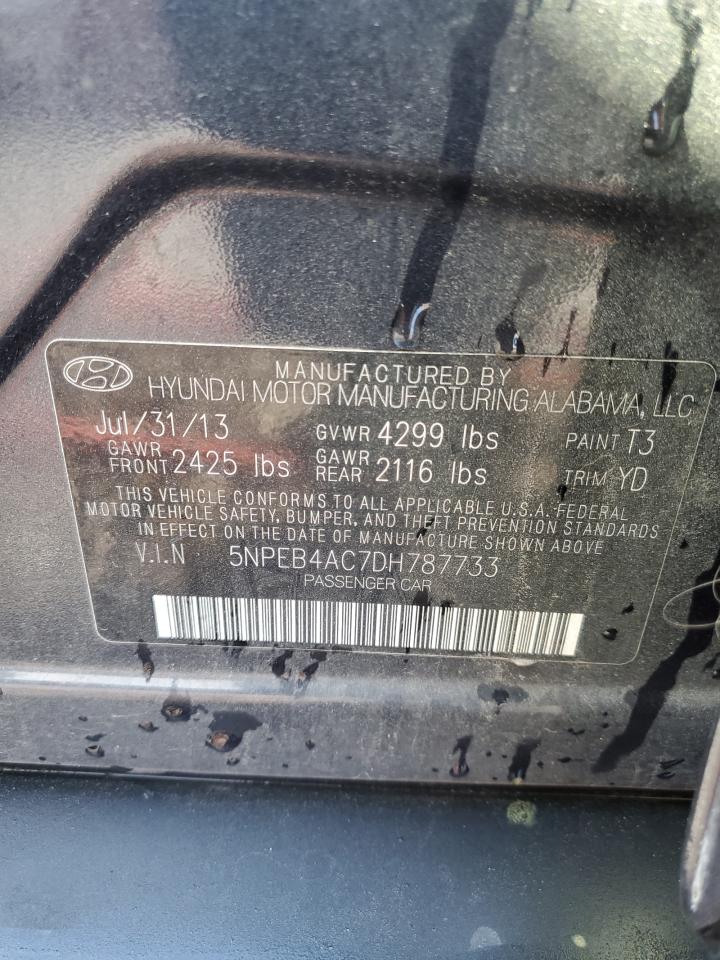 MANUFACTURED BY
HYUNDAI MOTOR MANUFACTURING ALABAMA, LLC
Jul/31/13 GVWR 4299 lbs PAINT T3
GAWR FRONT 2425 lbs GAWR REAR 2116 lbs TRIM YD
THIS VEHICLE CONFORMS TO ALL APPLICABLE U.S.A. FEDERAL
MOTOR VEHICLE SAFETY, BUMPER, AND THEFT PREVENTION STANDARDS
IN EFFECT ON THE DATE OF MANUFACTURE SHOWN ABOVE
V.I.N 5NPEB4AC7DH787733
PASSENGER CAR